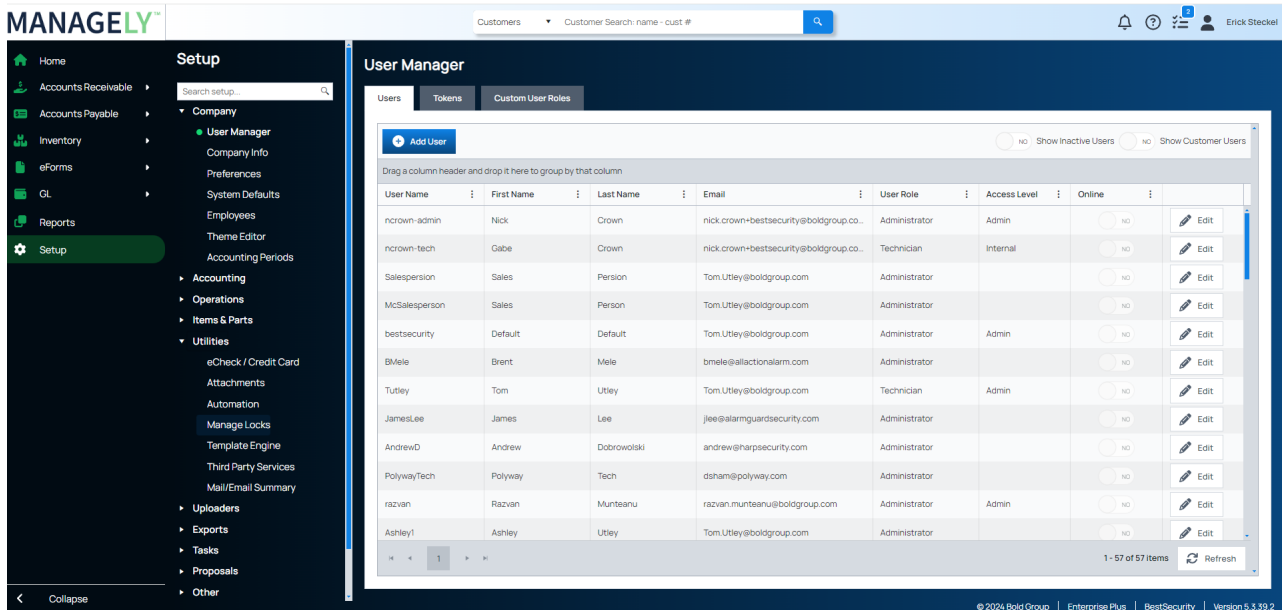 MANAGELY™
Customers
Customer Search: name - cust #
2
Erick Steckel
Home
Accounts Receivable
Accounts Payable
Inventory
eForms
GL
Reports
Setup
Collapse
Setup
Search setup...
Company
User Manager
Company Info
Preferences
System Defaults
Employees
Theme Editor
Accounting Periods
Accounting
Operations
Items & Parts
Utilities
eCheck / Credit Card
Attachments
Automation
Manage Locks
Template Engine
Third Party Services
Mail/Email Summary
Uploaders
Exports
Tasks
Proposals
Other
User Manager
Users Tokens Custom User Roles
Add User NO Show Inactive Users NO Show Customer Users
Drag a column header and drop it here to group by that column
User Name First Name Last Name Email User Role Access Level Online
ncrown-admin Nick Crown nick.crown+bestsecurity@boldgroup.co... Administrator Admin NO Edit
ncrown-tech Gabe Crown nick.crown+bestsecurity@boldgroup.co... Technician Internal NO Edit
Salespersion Sales Persion Tom.Utley@boldgroup.com Administrator NO Edit
McSalesperson Sales Person Tom.Utley@boldgroup.com Administrator NO Edit
bestsecurity Default Default Tom.Utley@boldgroup.com Administrator Admin NO Edit
BMele Brent Mele bmele@allactionalarm.com Administrator NO Edit
Tutley Tom Utley Tom.Utley@boldgroup.com Technician Admin NO Edit
JamesLee James Lee jlee@alarmguardsecurity.com Administrator NO Edit
AndrewD Andrew Dobrowolski andrew@harpsecurity.com Administrator NO Edit
PolywayTech Polyway Tech dsham@polyway.com Administrator NO Edit
razvan Razvan Munteanu razvan.munteanu@boldgroup.com Administrator Admin NO Edit
Ashley1 Ashley Utley Tom.Utley@boldgroup.com Administrator NO Edit
1 1 - 57 of 57 items Refresh
© 2024 Bold Group | Enterprise Plus | BestSecurity | Version 5.3.39.2